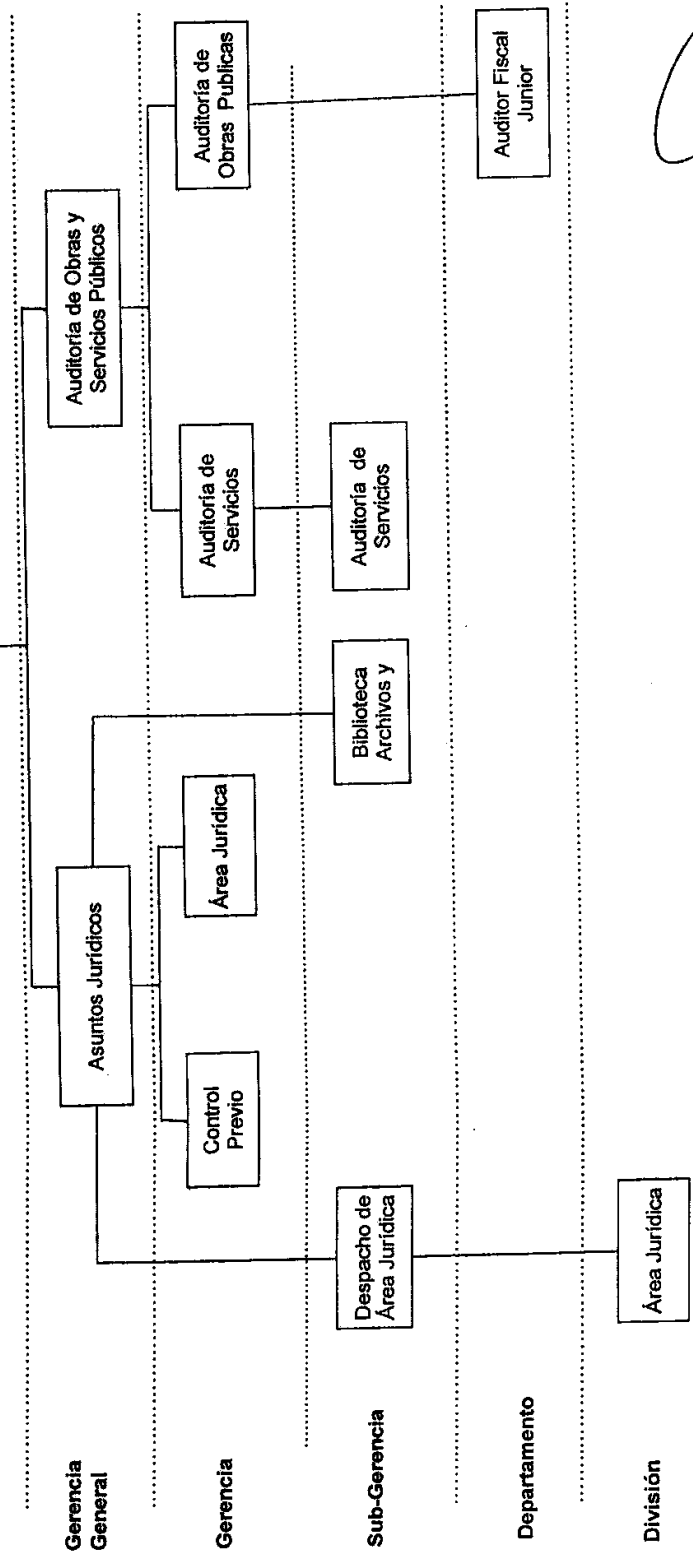 Gerencia
General
Asuntos Jurídicos
Auditoría de Obras y
Servicios Públicos
Gerencia
Control
Previo
Área Jurídica
Auditoría de
Servicios
Auditoría de
Obras Publicas
Sub-Gerencia
Despacho de
Área Jurídica
Biblioteca
Archivos y
Auditoría de
Servicios
Departamento
Auditor Fiscal
Junior
División
Área Jurídica